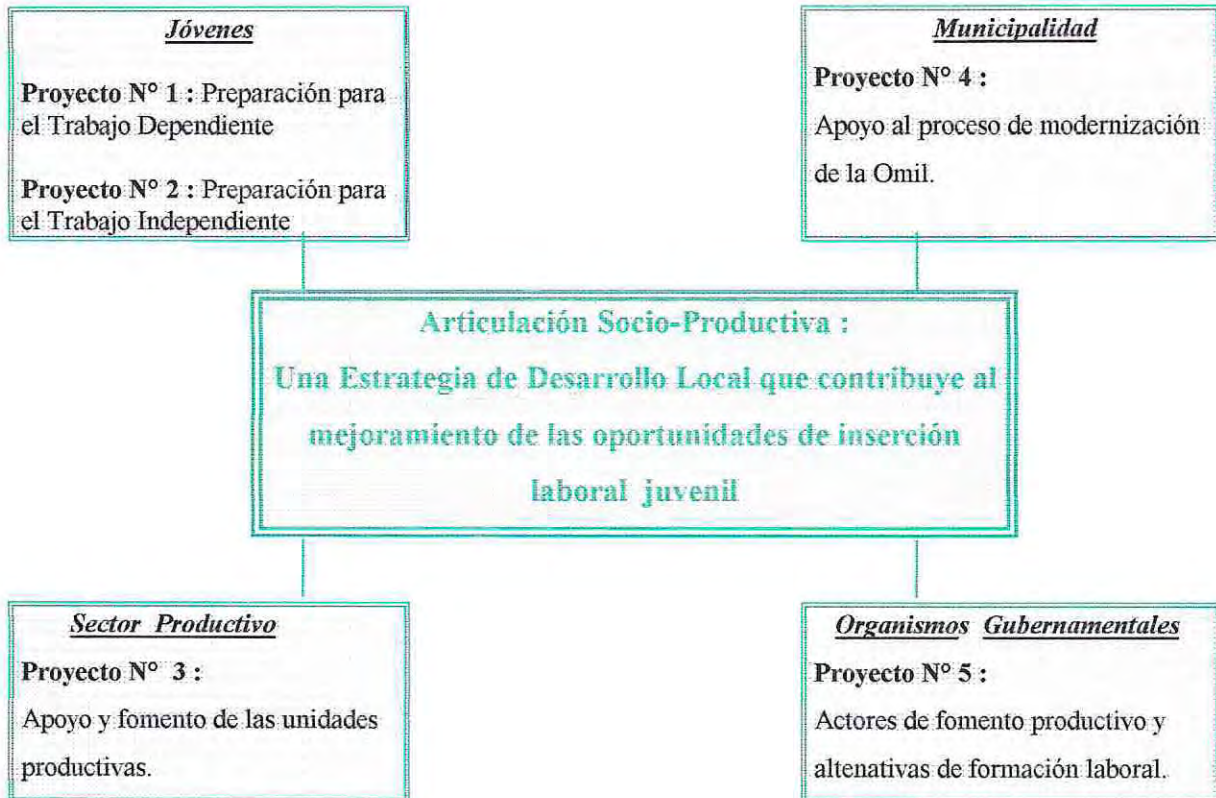 Jóvenes
Proyecto N° 1 : Preparación para
el Trabajo Dependiente
Proyecto N° 2 : Preparación para
el Trabajo Independiente
Municipalidad
Proyecto N° 4 :
Apoyo al proceso de modernización
de la Omil.
Articulación Socio-Productiva :
Una Estrategia de Desarrollo Local que contribuye al
mejoramiento de las oportunidades de inserción
laboral juvenil
Sector Productivo
Proyecto N° 3 :
Apoyo y fomento de las unidades
productivas.
Organismos Gubernamentales
Proyecto N° 5 :
Actores de fomento productivo y
altenativas de formación laboral.